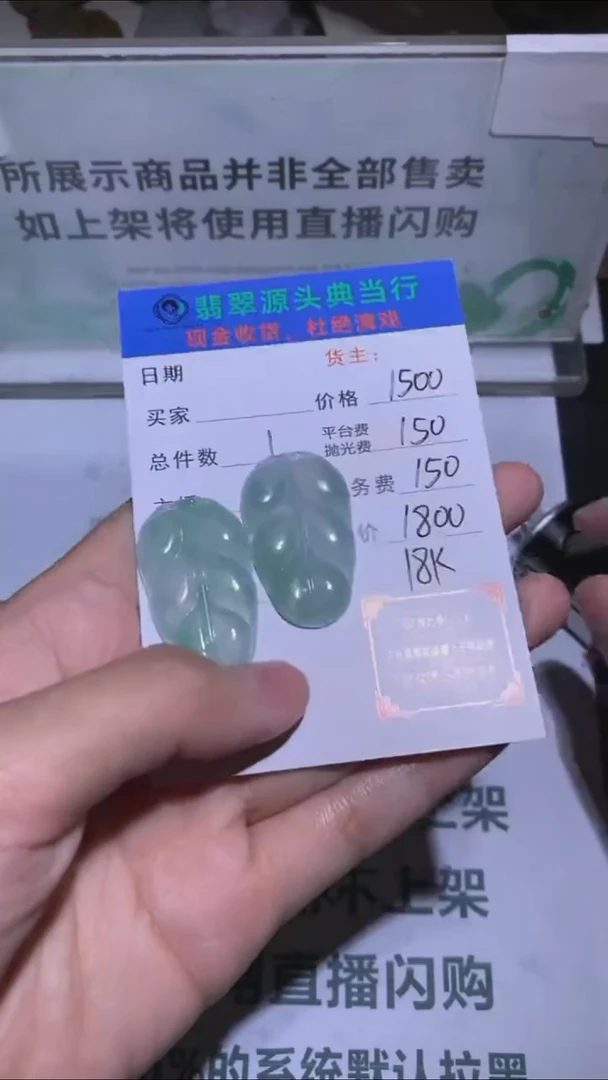 所展示商品并非全部售卖
如上架将使用直播闪购
翡翠源头典当行
现金收货、杜绝演戏
日期
货主:
买家
价格 1500
总件数 1
平台费
抛光费 150
务费 150
价 1800
18K
上架
不上架
用直播闪购
的系统默认拉黑